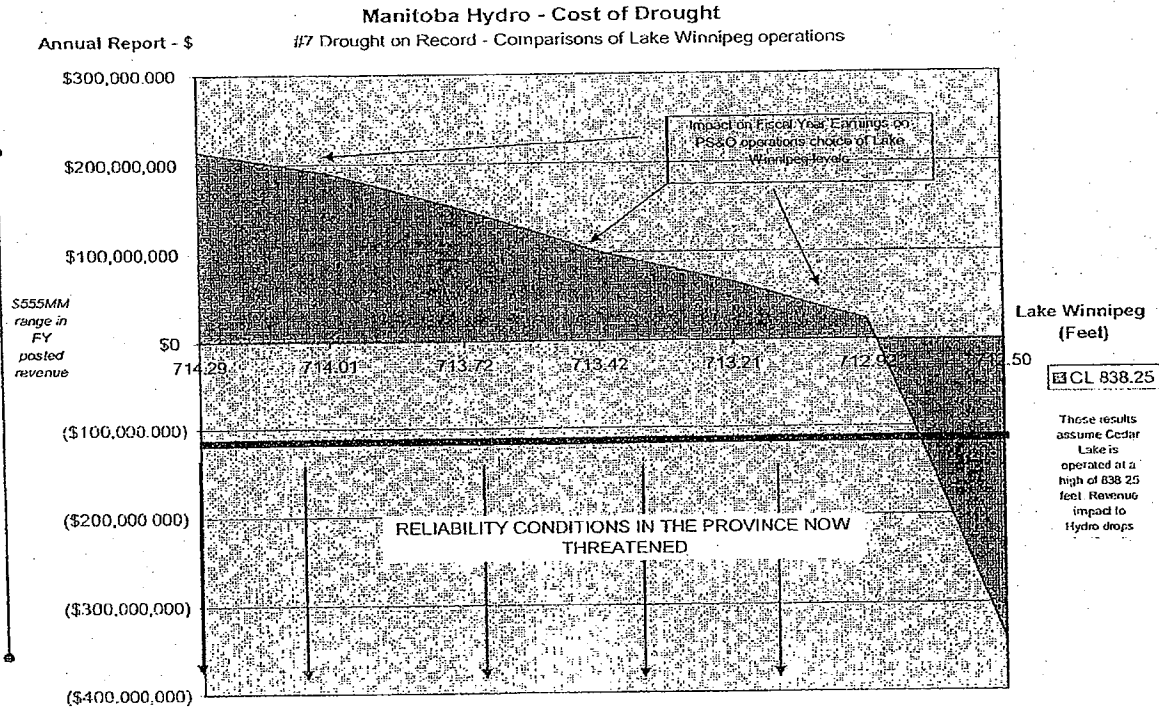 Manitoba Hydro - Cost of Drought
Annual Report - $
#7 Drought on Record - Comparisons of Lake Winnipeg operations
$300,000.000
$200,000,000
$100,000,000
$0
($100,000.000)
($200,000 000)
($300,000,000)
($400,000,000)
Impact on Fiscal Year Earnings on
PS&O operations choice of Lake
Winnipeg levels
$555MM
range in
FY
posted
revenue
714.29
714.01
713.72
713.42
713.21
712.92
.50
Lake Winnipeg
(Feet)
CL 838.25
These results
assume Cedar
Lake is
operated at a
high of 838 25
feet. Revenue
impact to
Hydro drops
RELIABILITY CONDITIONS IN THE PROVINCE NOW
THREATENED